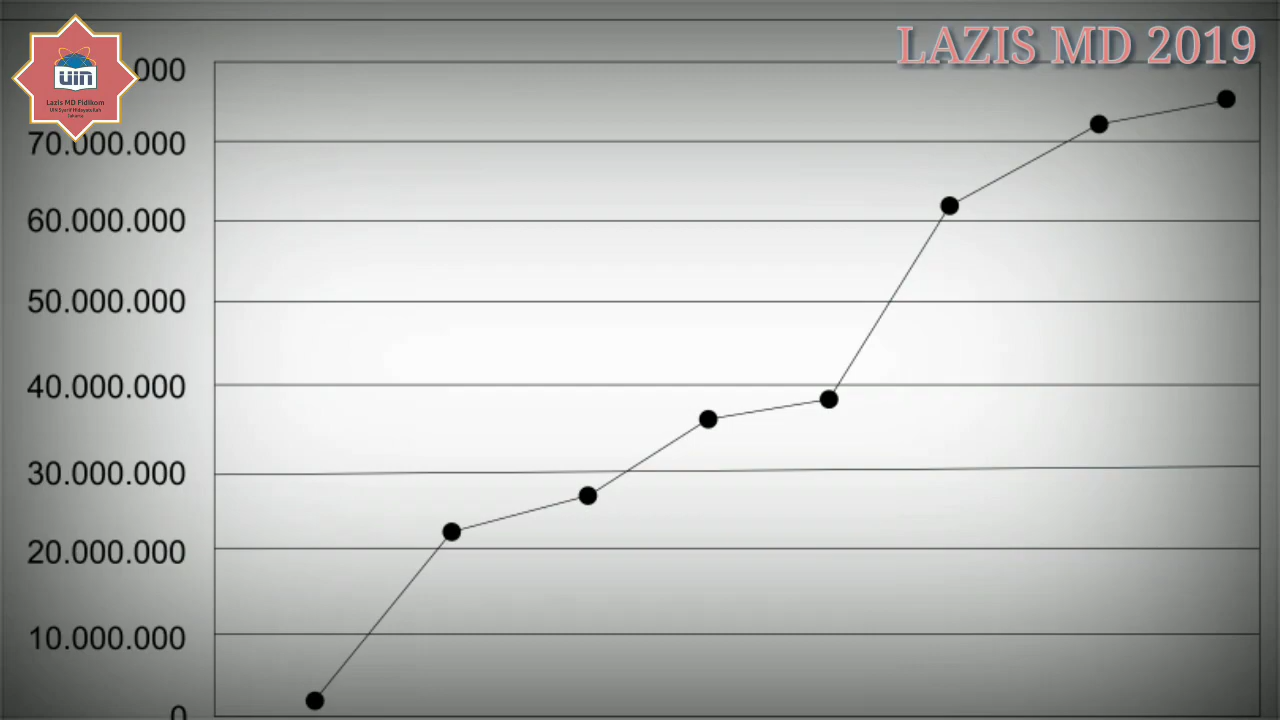 LAZIS MD 2019
uin
Lazis MD Fidikom
UIN Syarif Hidayatullah
Jakarta
000
70.000.000
60.000.000
50.000.000
40.000.000
30.000.000
20.000.000
10.000.000
0